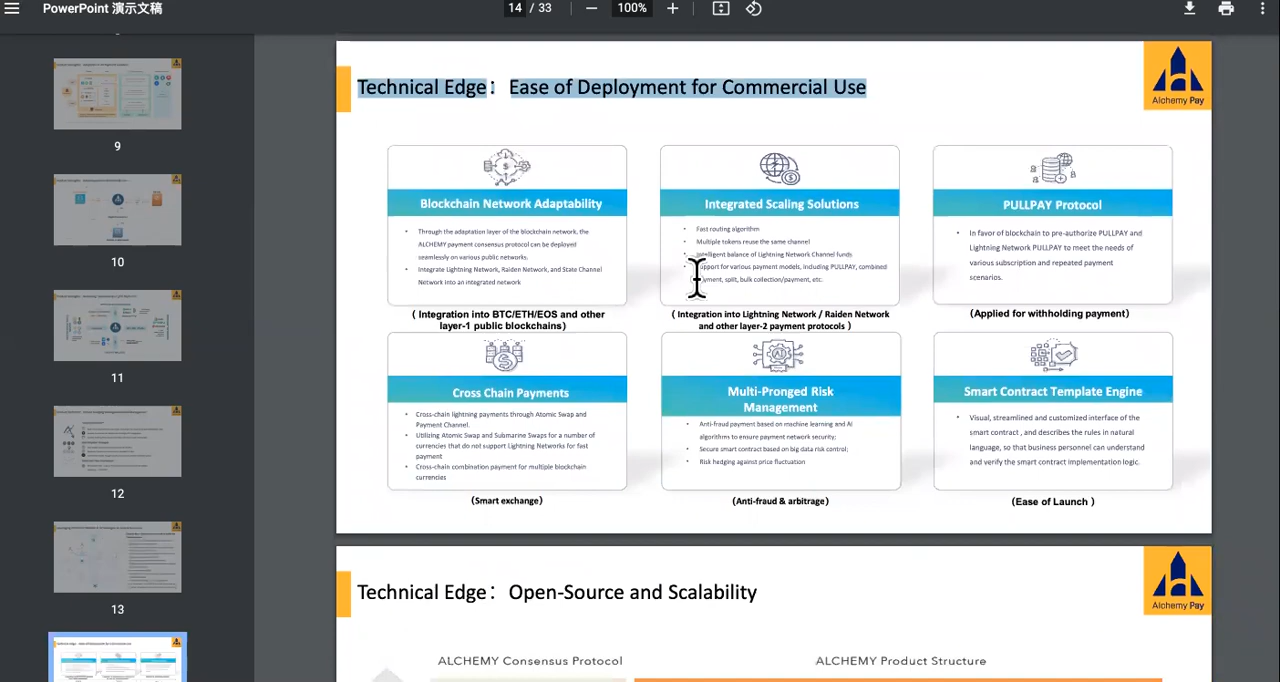 PowerPoint 演示文稿
14 / 33
100%
9
10
11
12
13
Technical Edge： Ease of Deployment for Commercial Use
Alchemy Pay
Blockchain Network Adaptability
• Through the adaptation layer of the blockchain network, the
ALCHEMY payment consensus protocol can be deployed
seamlessly on various public networks.
• Integrate Lightning Network, Raiden Network, and State Channel
Network into an integrated network
( Integration into BTC/ETH/EOS and other
layer-1 public blockchains)
Integrated Scaling Solutions
• Fast routing algorithm
• Multiple tokens reuse the same channel
• Intelligent balance of Lightning Network Channel funds
• Support for various payment models, including PULLPAY, combined
payment, split, bulk collection/payment, etc.
( Integration into Lightning Network / Raiden Network
and other layer-2 payment protocols )
PULLPAY Protocol
• In favor of blockchain to pre-authorize PULLPAY and
Lightning Network PULLPAY to meet the needs of
various subscription and repeated payment
scenarios.
(Applied for withholding payment)
Cross Chain Payments
• Cross-chain lightning payments through Atomic Swap and
Payment Channel.
• Utilizing Atomic Swap and Submarine Swaps for a number of
currencies that do not support Lightning Networks for fast
payment
• Cross-chain combination payment for multiple blockchain
currencies
(Smart exchange)
Multi-Pronged Risk
Management
• Anti-fraud payment based on machine learning and AI
algorithms to ensure payment network security;
• Secure smart contract based on big data risk control;
• Risk hedging against price fluctuation
(Anti-fraud & arbitrage)
Smart Contract Template Engine
• Visual, streamlined and customized interface of the
smart contract , and describes the rules in natural
language, so that business personnel can understand
and verify the smart contract implementation logic.
(Ease of Launch )
Technical Edge： Open-Source and Scalability
Alchemy Pay
ALCHEMY Consensus Protocol
ALCHEMY Product Structure